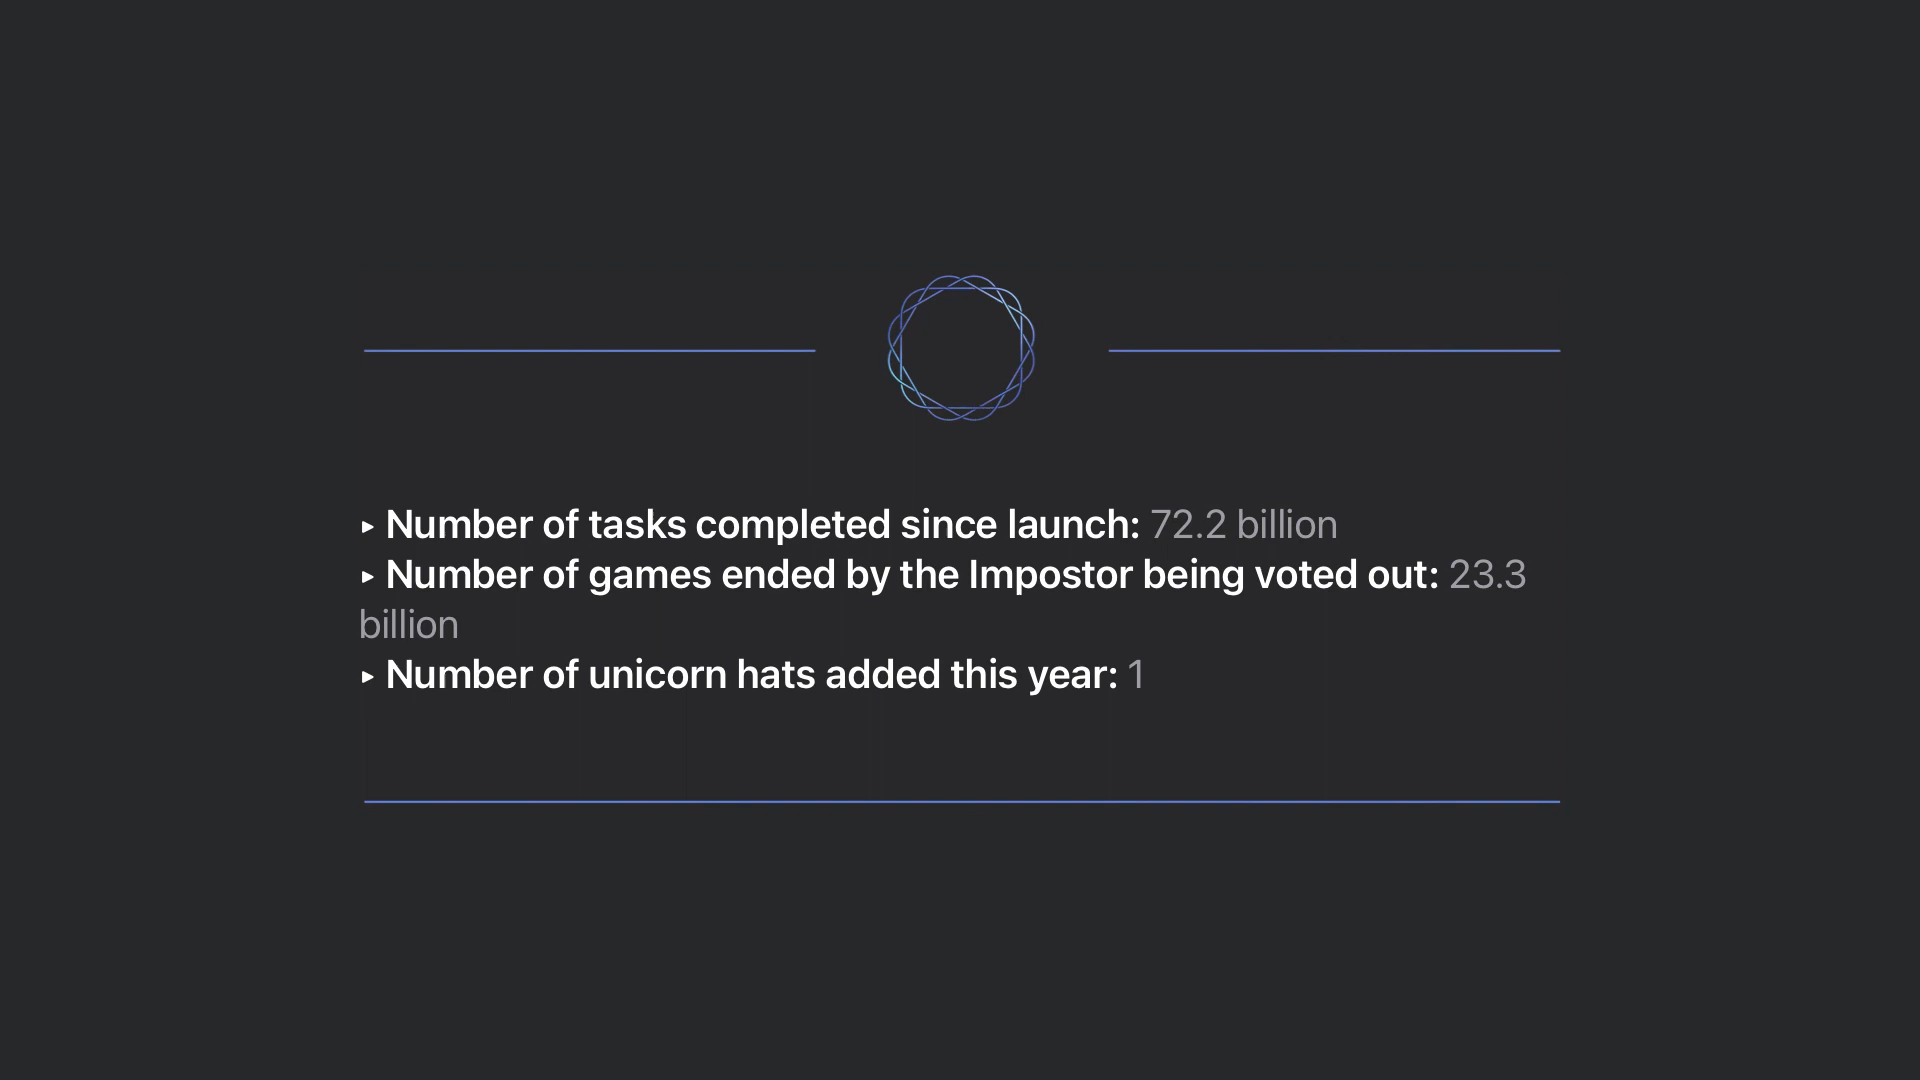 ▸ Number of tasks completed since launch: 72.2 billion
▸ Number of games ended by the Impostor being voted out: 23.3
billion
▸ Number of unicorn hats added this year: 1